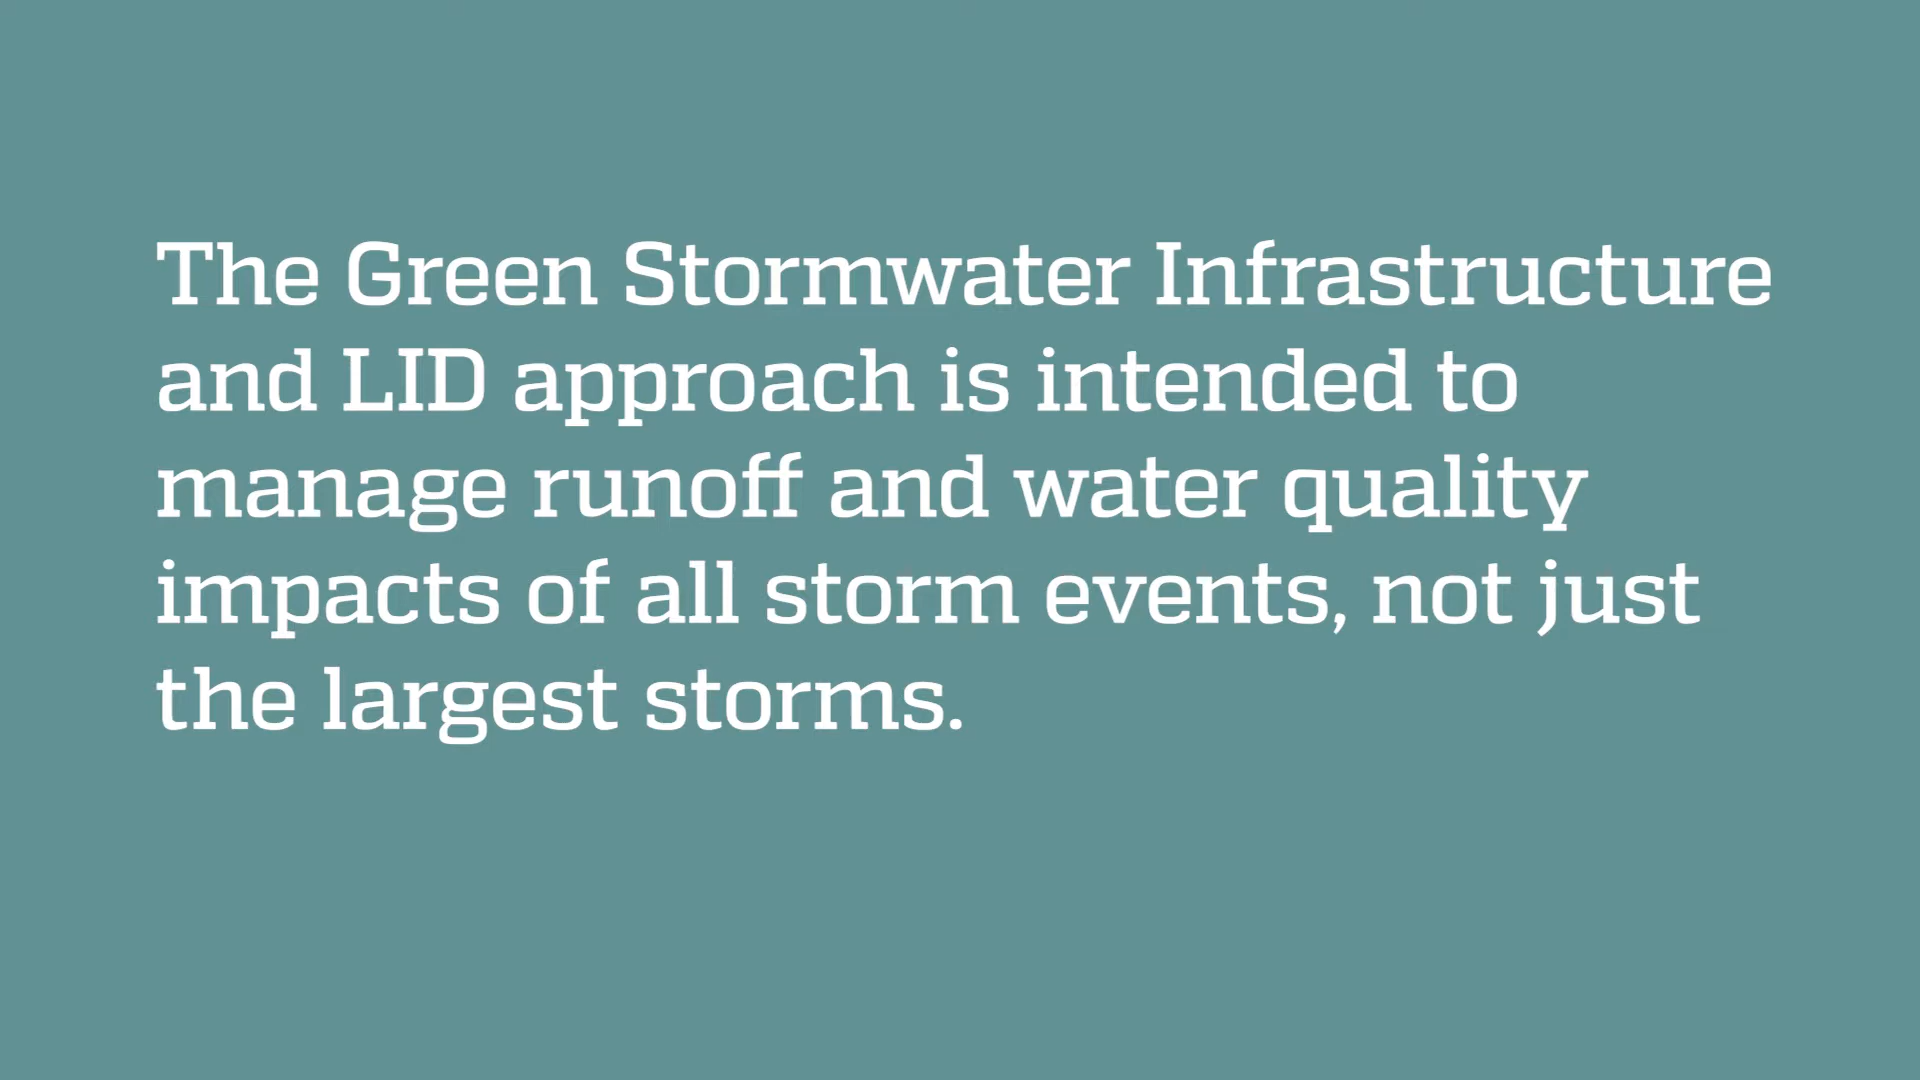 The Green Stormwater Infrastructure
and LID approach is intended to
manage runoff and water quality
impacts of all storm events, not just
the largest storms.